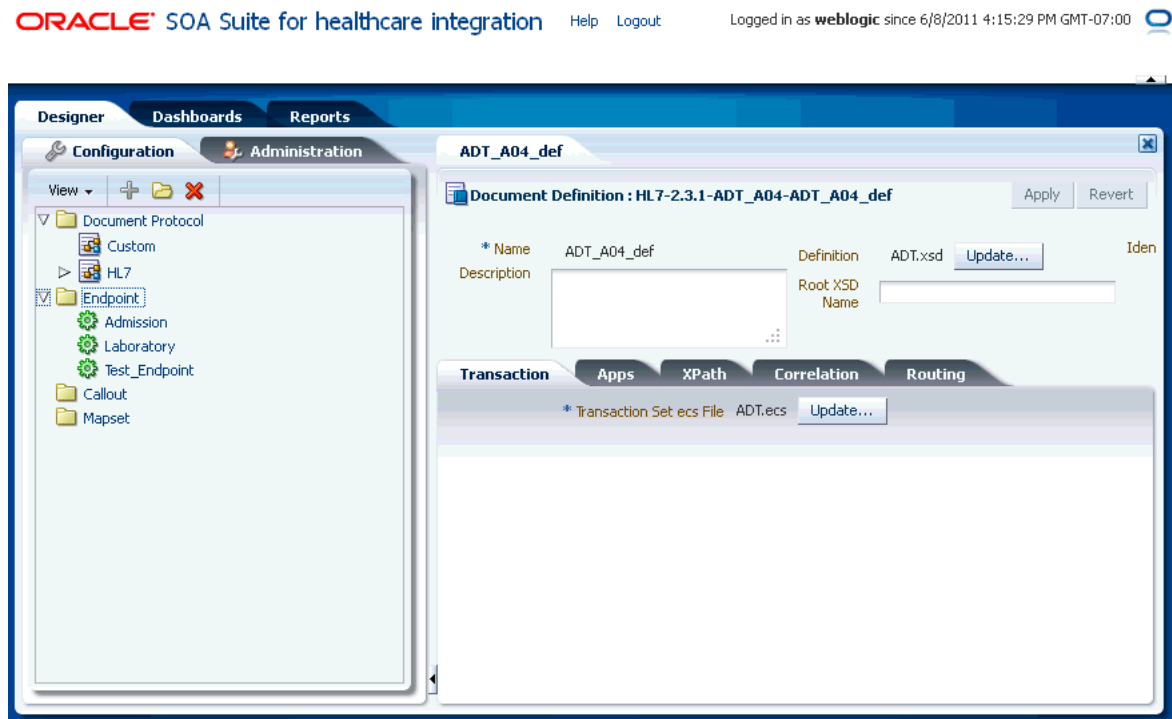 ORACLE SOA Suite for healthcare integration Help Logout Logged in as weblogic since 6/8/2011 4:15:29 PM GMT-07:00
Designer Dashboards Reports
Configuration Administration
View
Document Protocol
Custom
HL7
Endpoint
Admission
Laboratory
Test_Endpoint
Callout
Mapset
ADT_A04_def
Document Definition : HL7-2.3.1-ADT_A04-ADT_A04_def Apply Revert
* Name ADT_A04_def
Description
Definition ADT.xsd Update...
Root XSD
Name
Iden
Transaction Apps XPath Correlation Routing
* Transaction Set ecs File ADT.ecs Update...